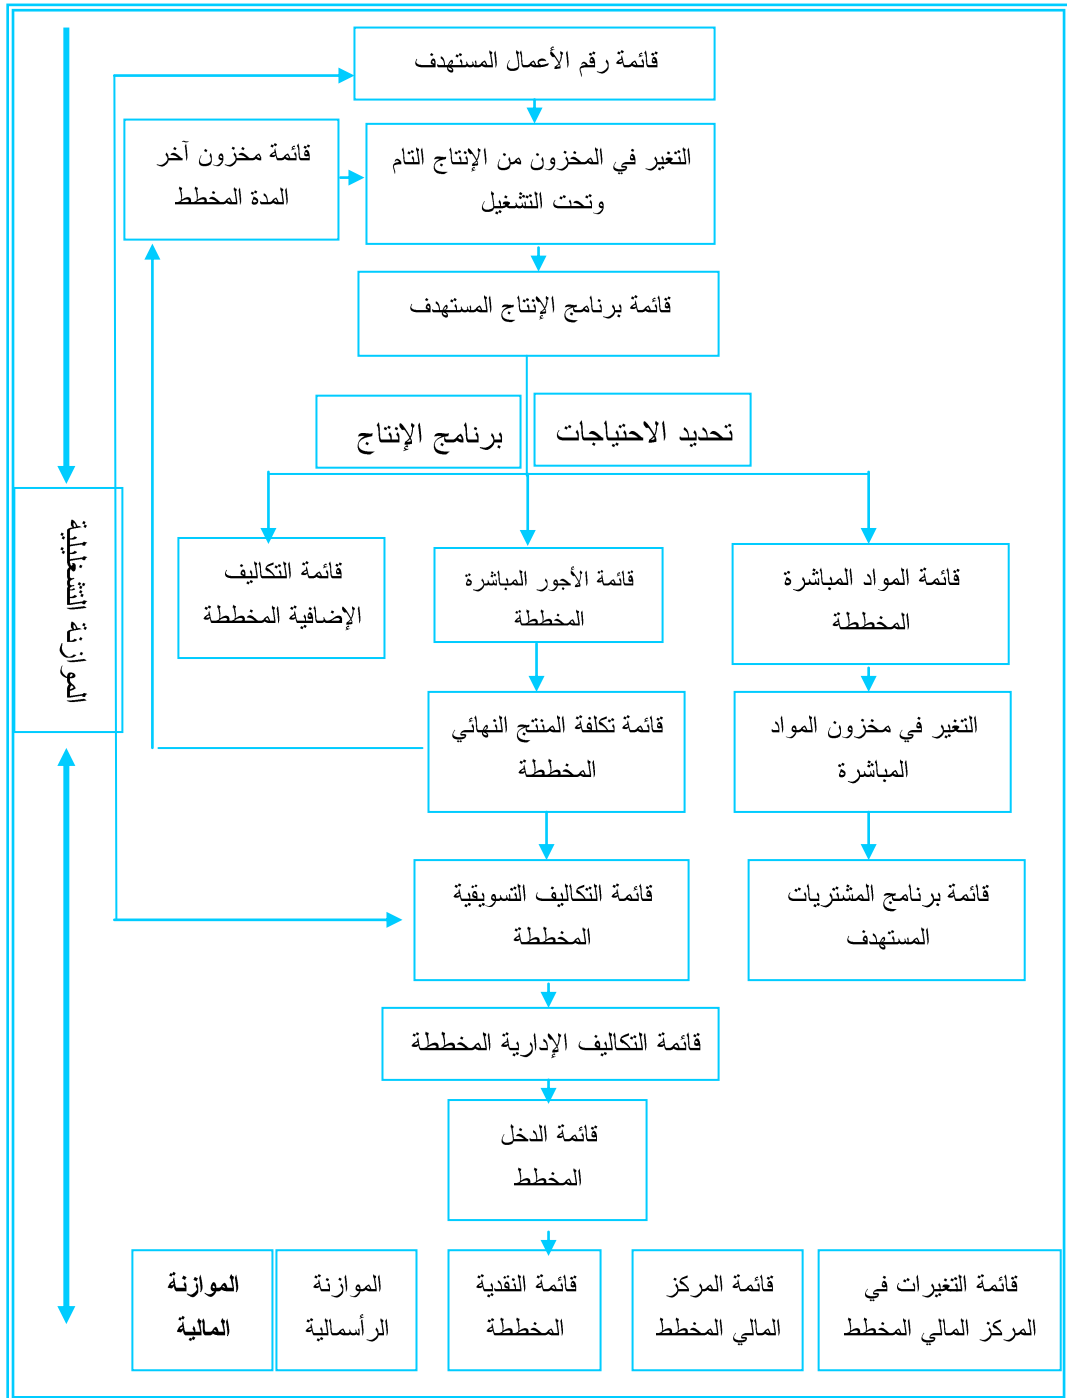 قائمة رقم الأعمال المستهدف
التغير في المخزون من الإنتاج التام
وتحت التشغيل
قائمة مخزون آخر
المدة المخطط
قائمة برنامج الإنتاج المستهدف
تحديد الاحتياجات
برنامج الإنتاج
الموازنة التشغليلية
قائمة المواد المباشرة
المخططة
قائمة الأجور المباشرة
المخططة
قائمة التكاليف
الإضافية المخططة
التغير في مخزون المواد
المباشرة
قائمة تكلفة المنتج النهائي
المخططة
قائمة برنامج المشتريات
المستهدف
قائمة التكاليف التسويقية
المخططة
قائمة التكاليف الإدارية المخططة
قائمة الدخل
المخطط
قائمة التغيرات في
المركز المالي المخطط
قائمة المركز
المالي المخطط
قائمة النقدية
المخططة
الموازنة
الرأسمالية
الموازنة
المالية